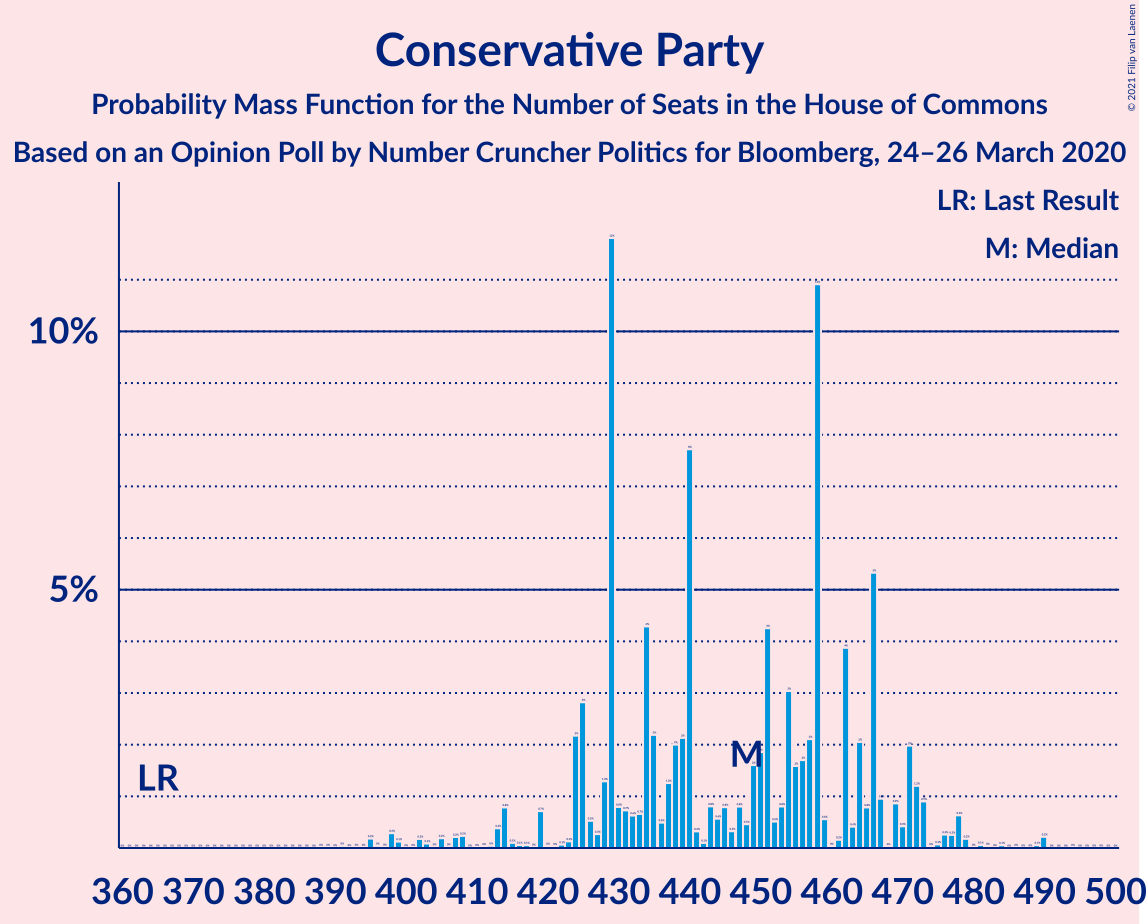 Conservative Party
Probability Mass Function for the Number of Seats in the House of Commons
Based on an Opinion Poll by Number Cruncher Politics for Bloomberg, 24–26 March 2020
© 2021 Filip van Laenen
LR: Last Result
M: Median
10%
5%
LR
M
360 370 380 390 400 410 420 430 440 450 460 470 480 490 500